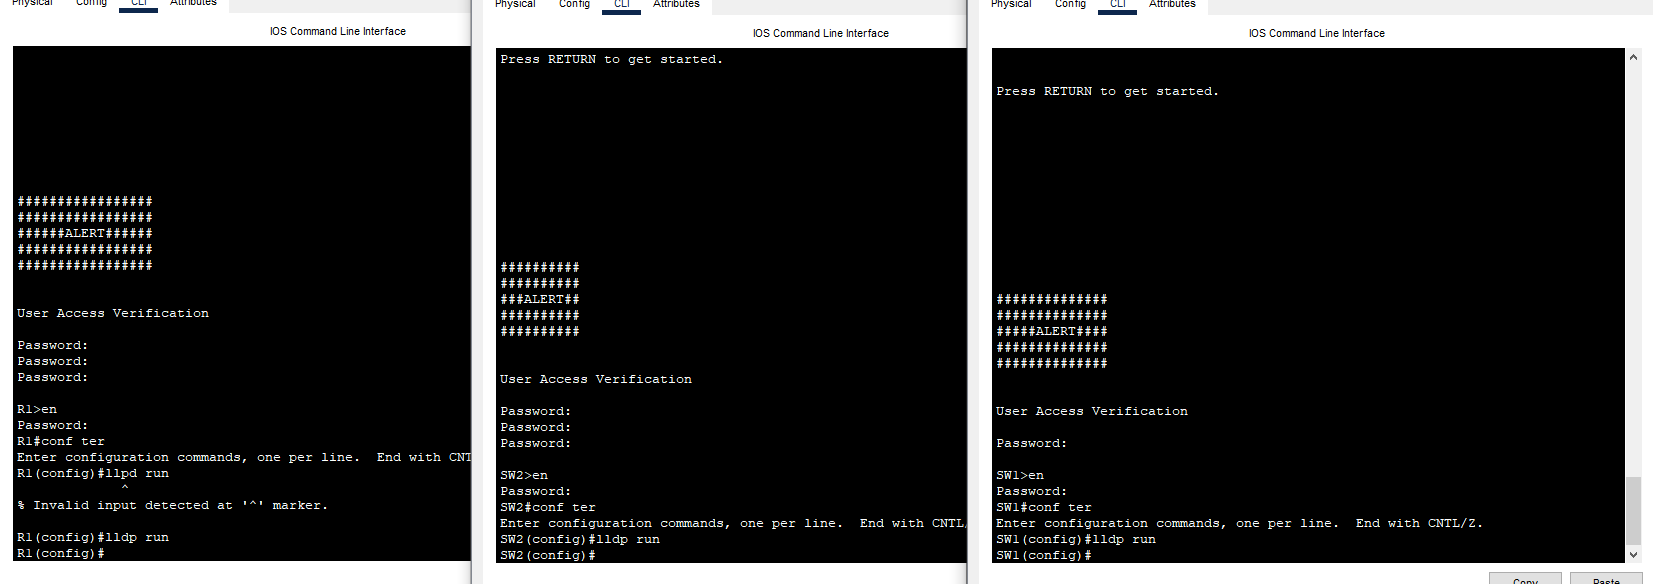 Physical Config CLI Attributes
IOS Command Line Interface
#################
#################
######ALERT######
#################
#################
User Access Verification
Password:
Password:
Password:
R1>en
Password:
R1#conf ter
Enter configuration commands, one per line.  End with CNT
R1(config)#llpd run
^
% Invalid input detected at '^' marker.
R1(config)#lldp run
R1(config)#
Physical Config CLI Attributes
IOS Command Line Interface
Press RETURN to get started.
##########
##########
###ALERT##
##########
##########
User Access Verification
Password:
Password:
Password:
SW2>en
Password:
SW2#conf ter
Enter configuration commands, one per line.  End with CNTL/
SW2(config)#lldp run
SW2(config)#
Physical Config CLI Attributes
IOS Command Line Interface
Press RETURN to get started.
##############
##############
#####ALERT####
##############
##############
User Access Verification
Password:
SW1>en
Password:
SW1#conf ter
Enter configuration commands, one per line.  End with CNTL/Z.
SW1(config)#lldp run
SW1(config)#
Copy Paste